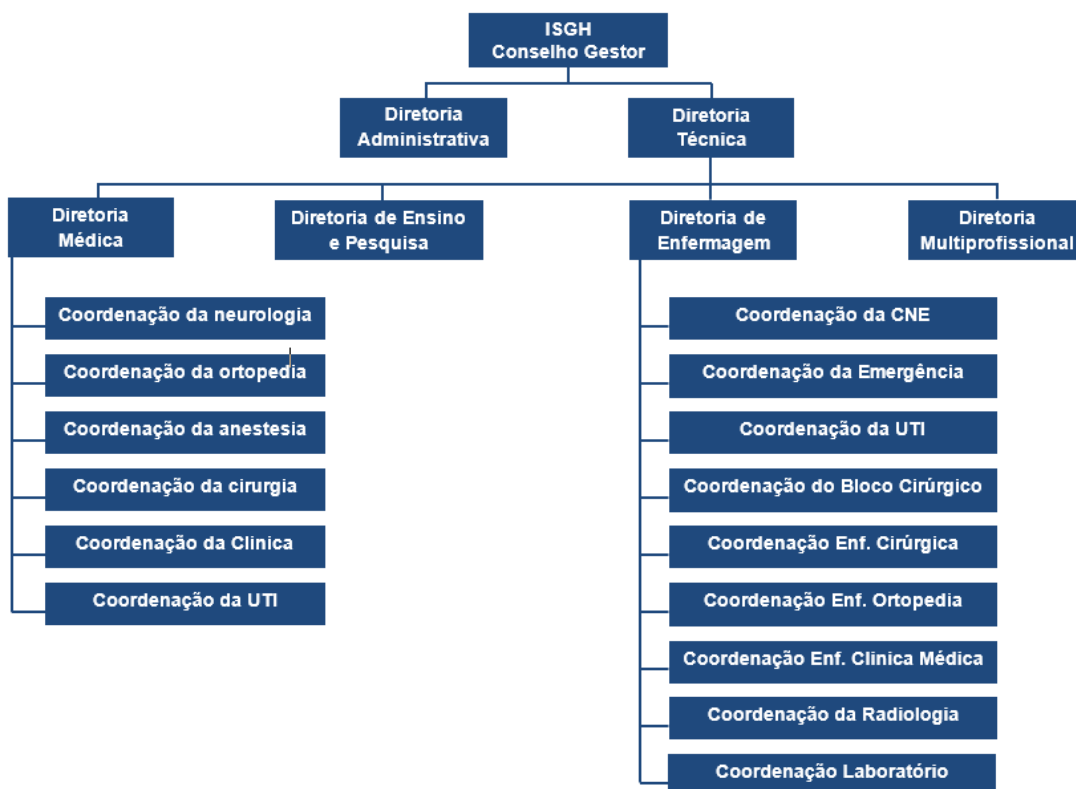 ISGH
Conselho Gestor
Diretoria
Administrativa
Diretoria
Técnica
Diretoria
Médica
Diretoria de Ensino
e Pesquisa
Diretoria de
Enfermagem
Diretoria
Multiprofissional
Coordenação da neurologia
Coordenação da ortopedia
Coordenação da anestesia
Coordenação da cirurgia
Coordenação da Clinica
Coordenação da UTI
Coordenação da CNE
Coordenação da Emergência
Coordenação da UTI
Coordenação do Bloco Cirúrgico
Coordenação Enf. Cirúrgica
Coordenação Enf. Ortopedia
Coordenação Enf. Clinica Médica
Coordenação da Radiologia
Coordenação Laboratório